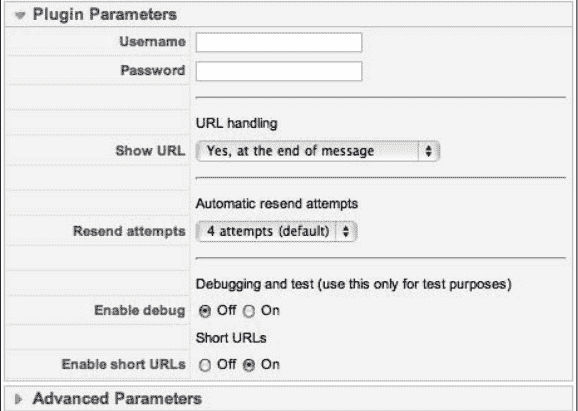 Plugin Parameters
Username
Password
URL handling
Show URL Yes, at the end of message
Automatic resend attempts
Resend attempts 4 attempts (default)
Debugging and test (use this only for test purposes)
Enable debug Off On
Short URLs
Enable short URLs Off On
Advanced Parameters